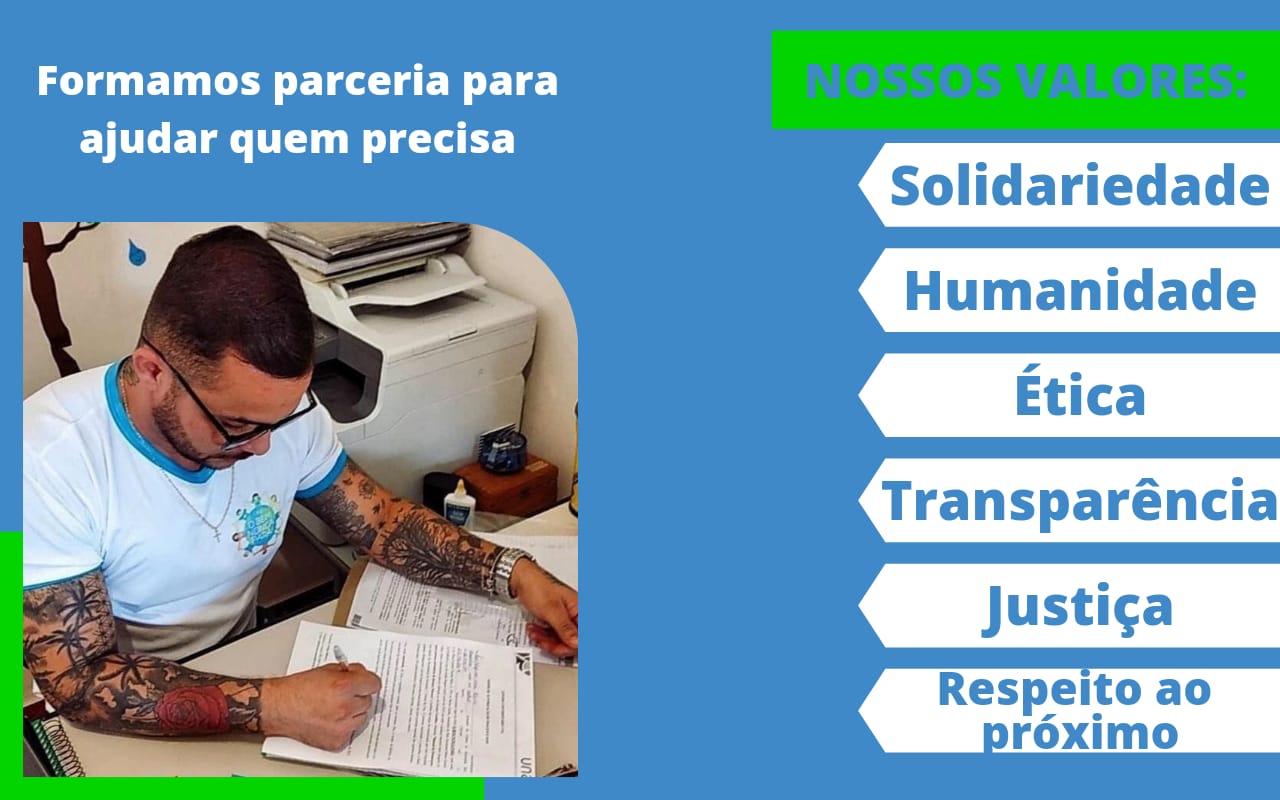 Formamos parceria para
ajudar quem precisa
NOSSOS VALORES:
Solidariedade
Humanidade
Ética
Transparência
Justiça
Respeito ao
próximo